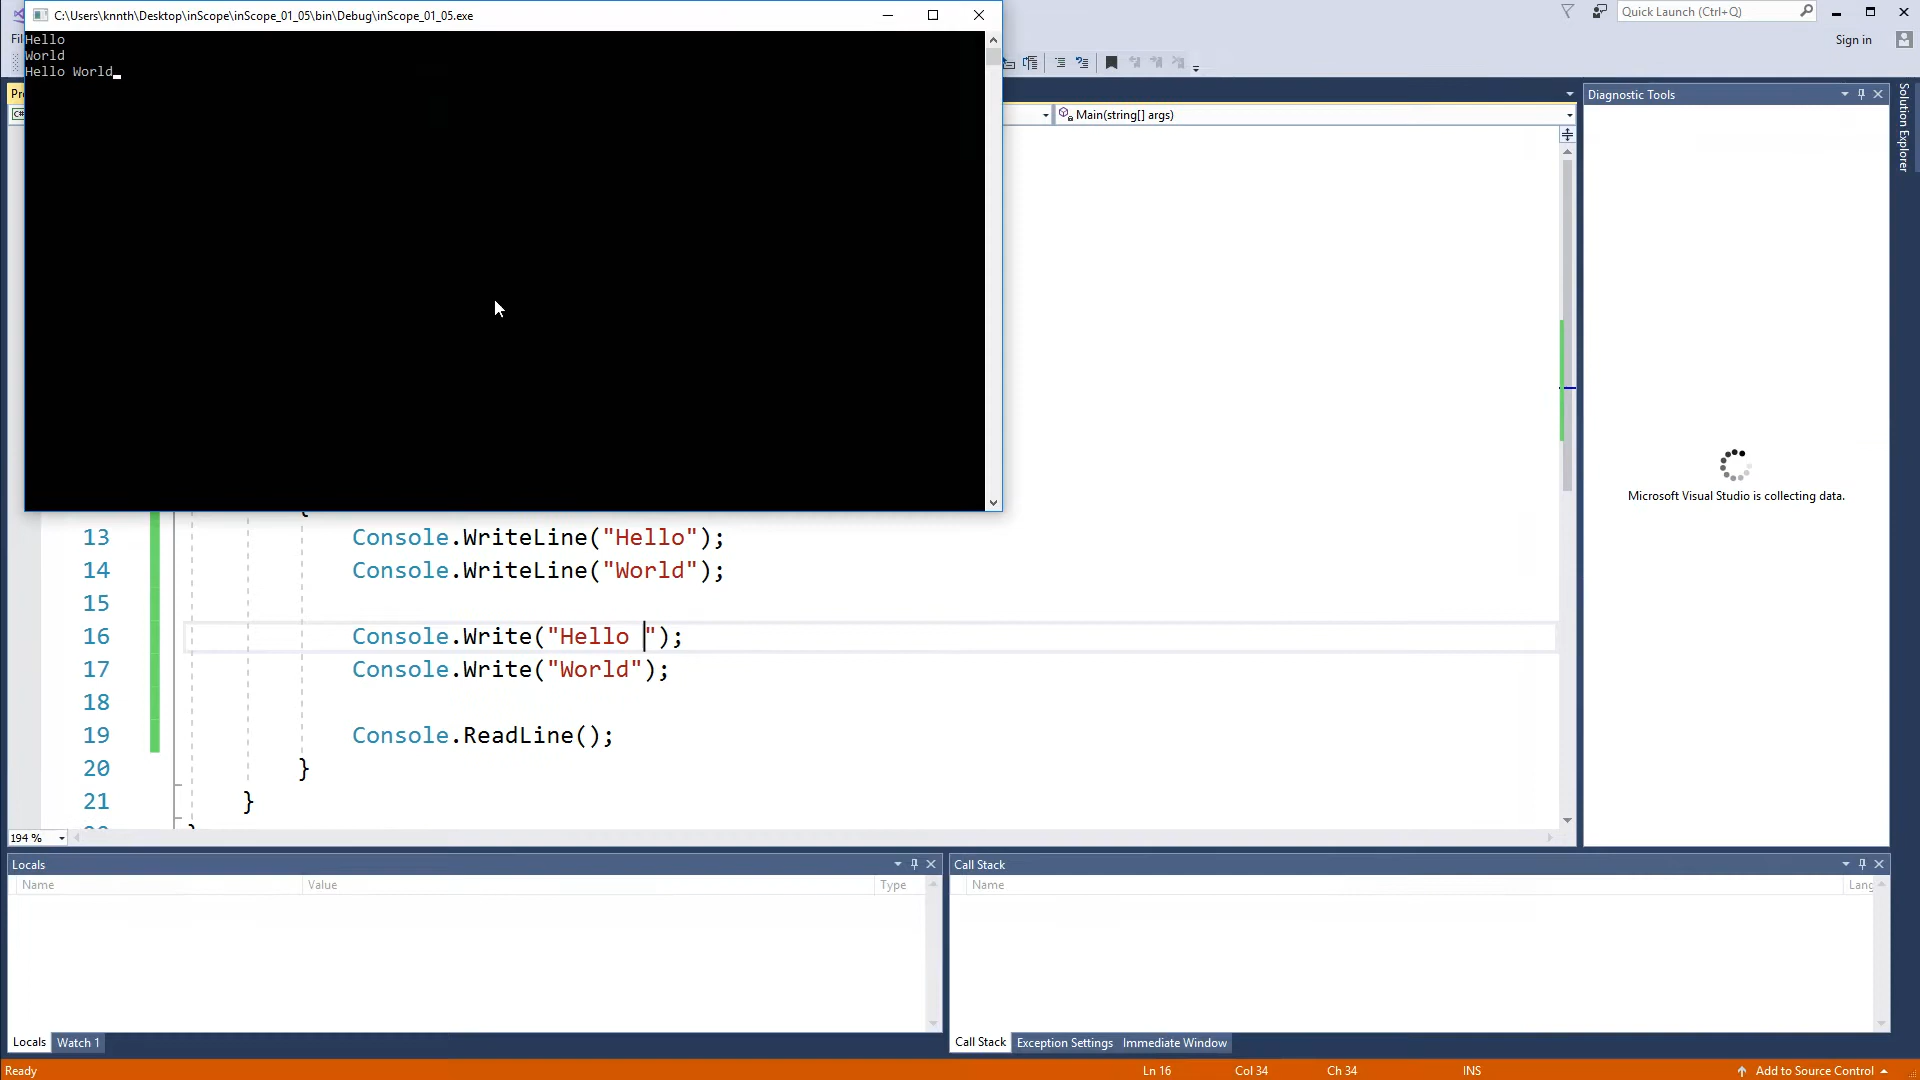 C:\Users\knnth\Desktop\inScope\inScope_01_05\bin\Debug\inScope_01_05.exe
Quick Launch (Ctrl+Q)
Sign in
Hello
World
Hello World
Main(string[] args)
Diagnostic Tools
Solution Explorer
Microsoft Visual Studio is collecting data.
{
13 Console.WriteLine("Hello");
14 Console.WriteLine("World");
15
16 Console.Write("Hello ");
17 Console.Write("World");
18
19 Console.ReadLine();
20 }
21 }
194 %
Locals
Name Value Type
Call Stack
Name
Locals Watch 1
Call Stack Exception Settings Immediate Window
Ready
Ln 16 Col 34 Ch 34 INS
Add to Source Control